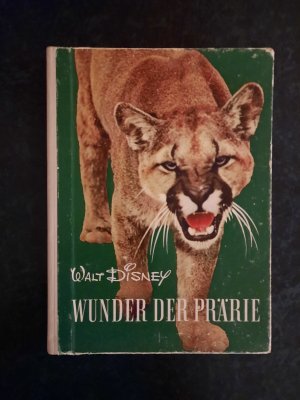 WALT DISNEY
WUNDER DER PRÄRIE